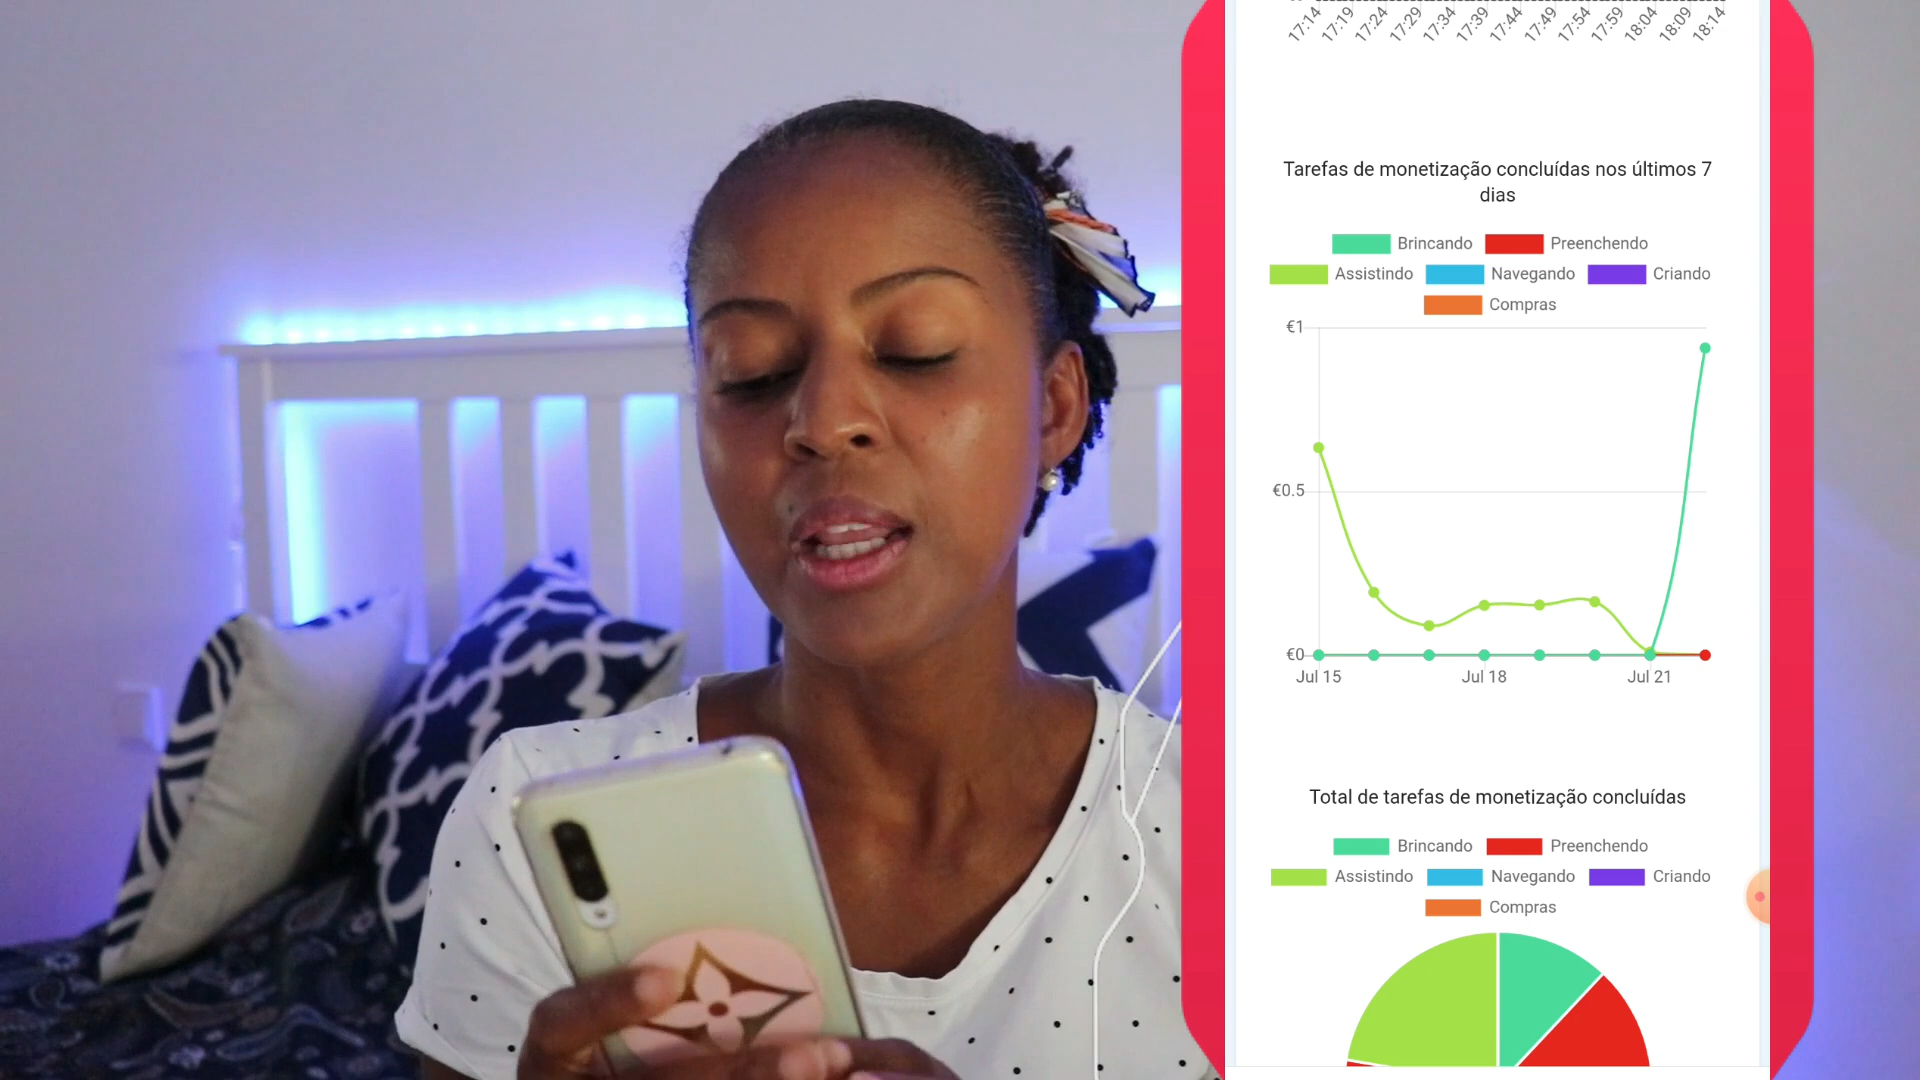 17:14 17:19 17:24 17:29 17:34 17:39 17:44 17:49 17:54 17:59 18:04 18:09 18:14
Tarefas de monetização concluídas nos últimos 7
dias
Brincando Preenchendo
Assistindo Navegando Criando
Compras
€1
€0.5
€0
Jul 15 Jul 18 Jul 21
Total de tarefas de monetização concluídas
Brincando Preenchendo
Assistindo Navegando Criando
Compras